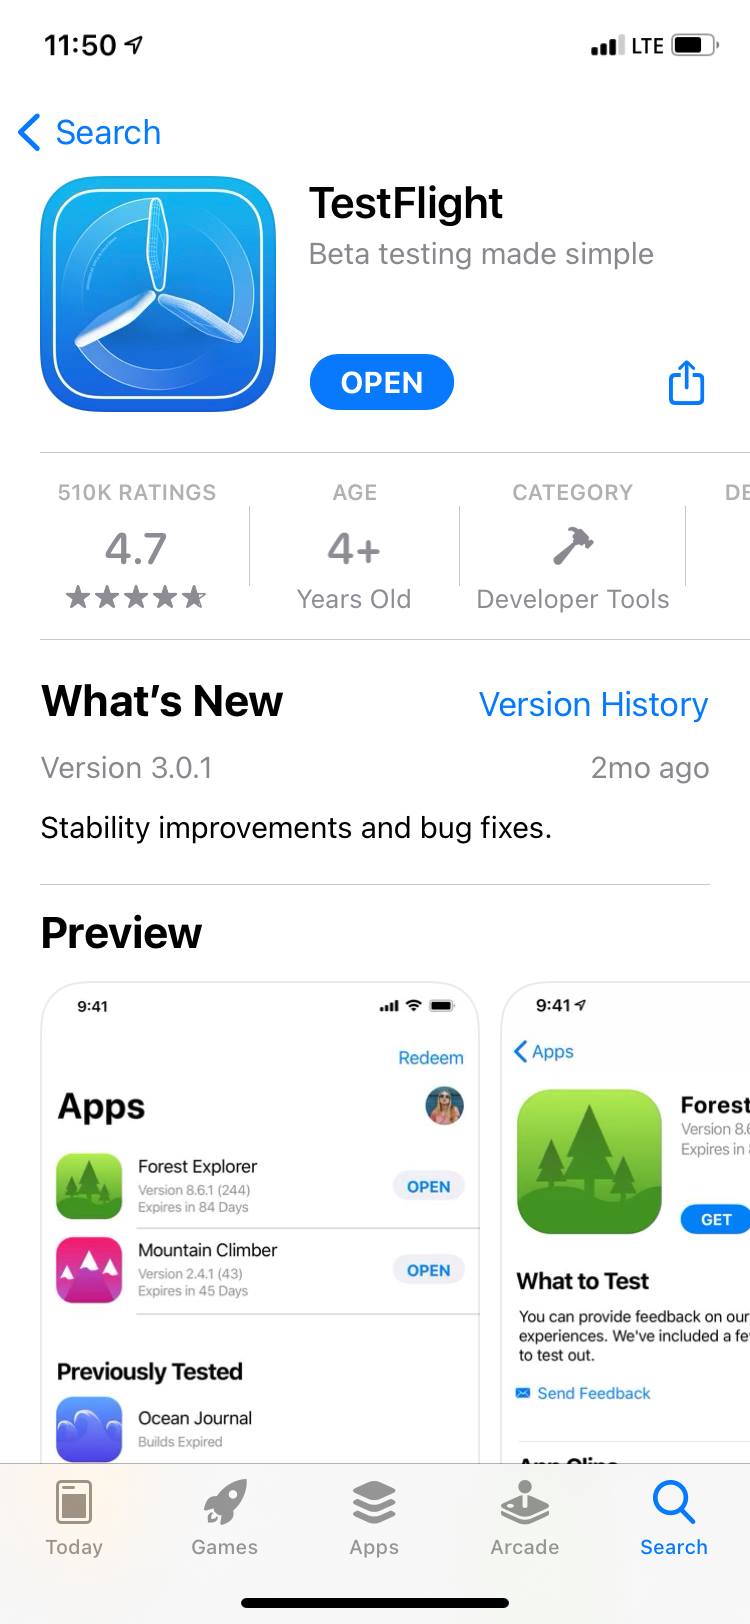 11:50
LTE
Search
TestFlight
Beta testing made simple
OPEN
510K RATINGS
AGE
CATEGORY
4.7
4+
Years Old
Developer Tools
What's New
Version History
Version 3.0.1
2mo ago
Stability improvements and bug fixes.
Preview
9:41
Redeem
Apps
Forest Explorer
Version 8.6.1 (244)
Expires in 84 Days
OPEN
Mountain Climber
Version 2.4.1 (43)
Expires in 45 Days
OPEN
Previously Tested
Ocean Journal
Builds Expired
9:41
Apps
Forest
Version 8.6
Expires in
GET
What to Test
You can provide feedback on our
experiences. We've included a
to test out.
Send Feedback
Today
Games
Apps
Arcade
Search